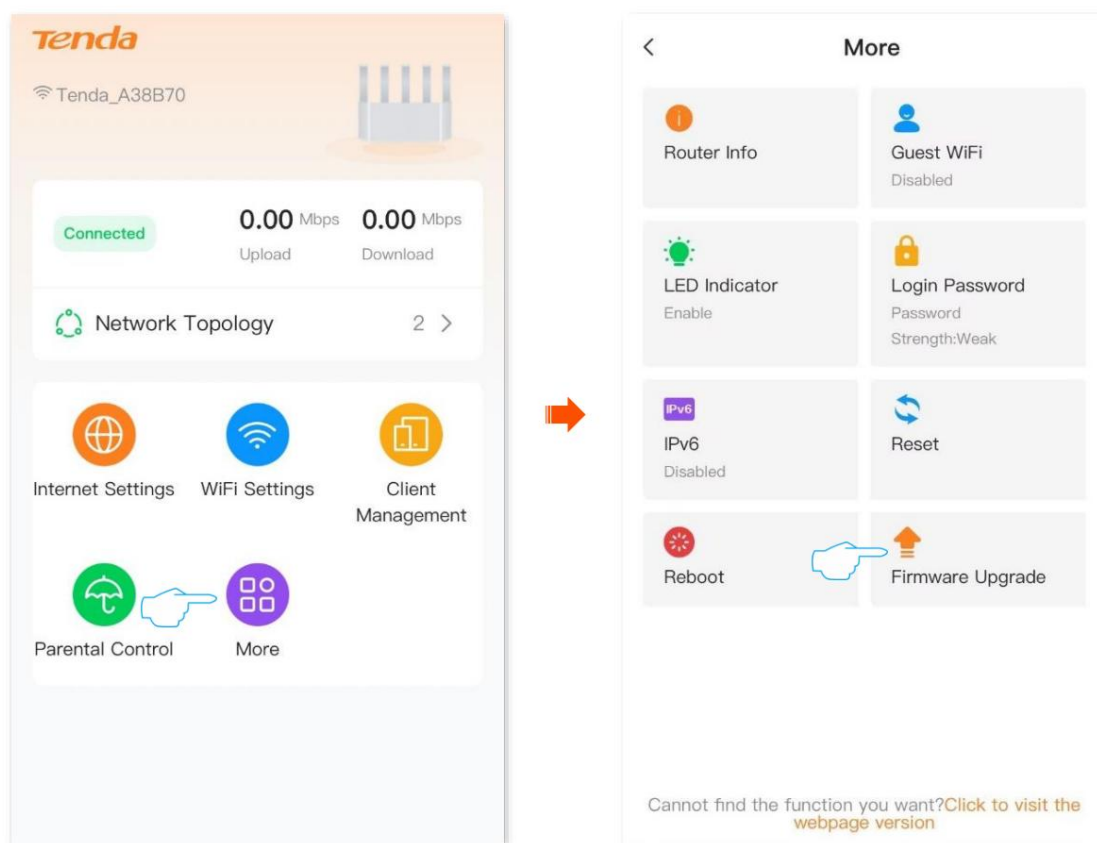 Tenda
Tenda_A38B70
Connected
0.00 Mbps
Upload
0.00 Mbps
Download
Network Topology 2
Internet Settings
WiFi Settings
Client
Management
Parental Control
More
More
Router Info
Guest WiFi
Disabled
LED Indicator
Enable
Login Password
Password
Strength:Weak
IPv6
IPv6
Disabled
Reset
Reboot
Firmware Upgrade
Cannot find the function you want?Click to visit the
webpage version